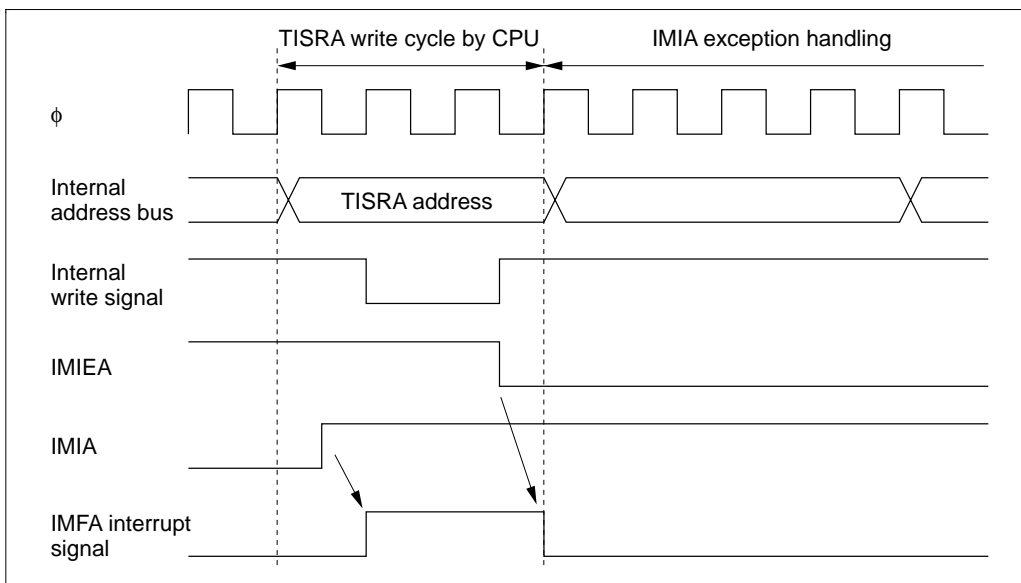 TISRA write cycle by CPU
IMIA exception handling
ϕ
Internal
address bus
TISRA address
Internal
write signal
IMIEA
IMIA
IMFA interrupt
signal